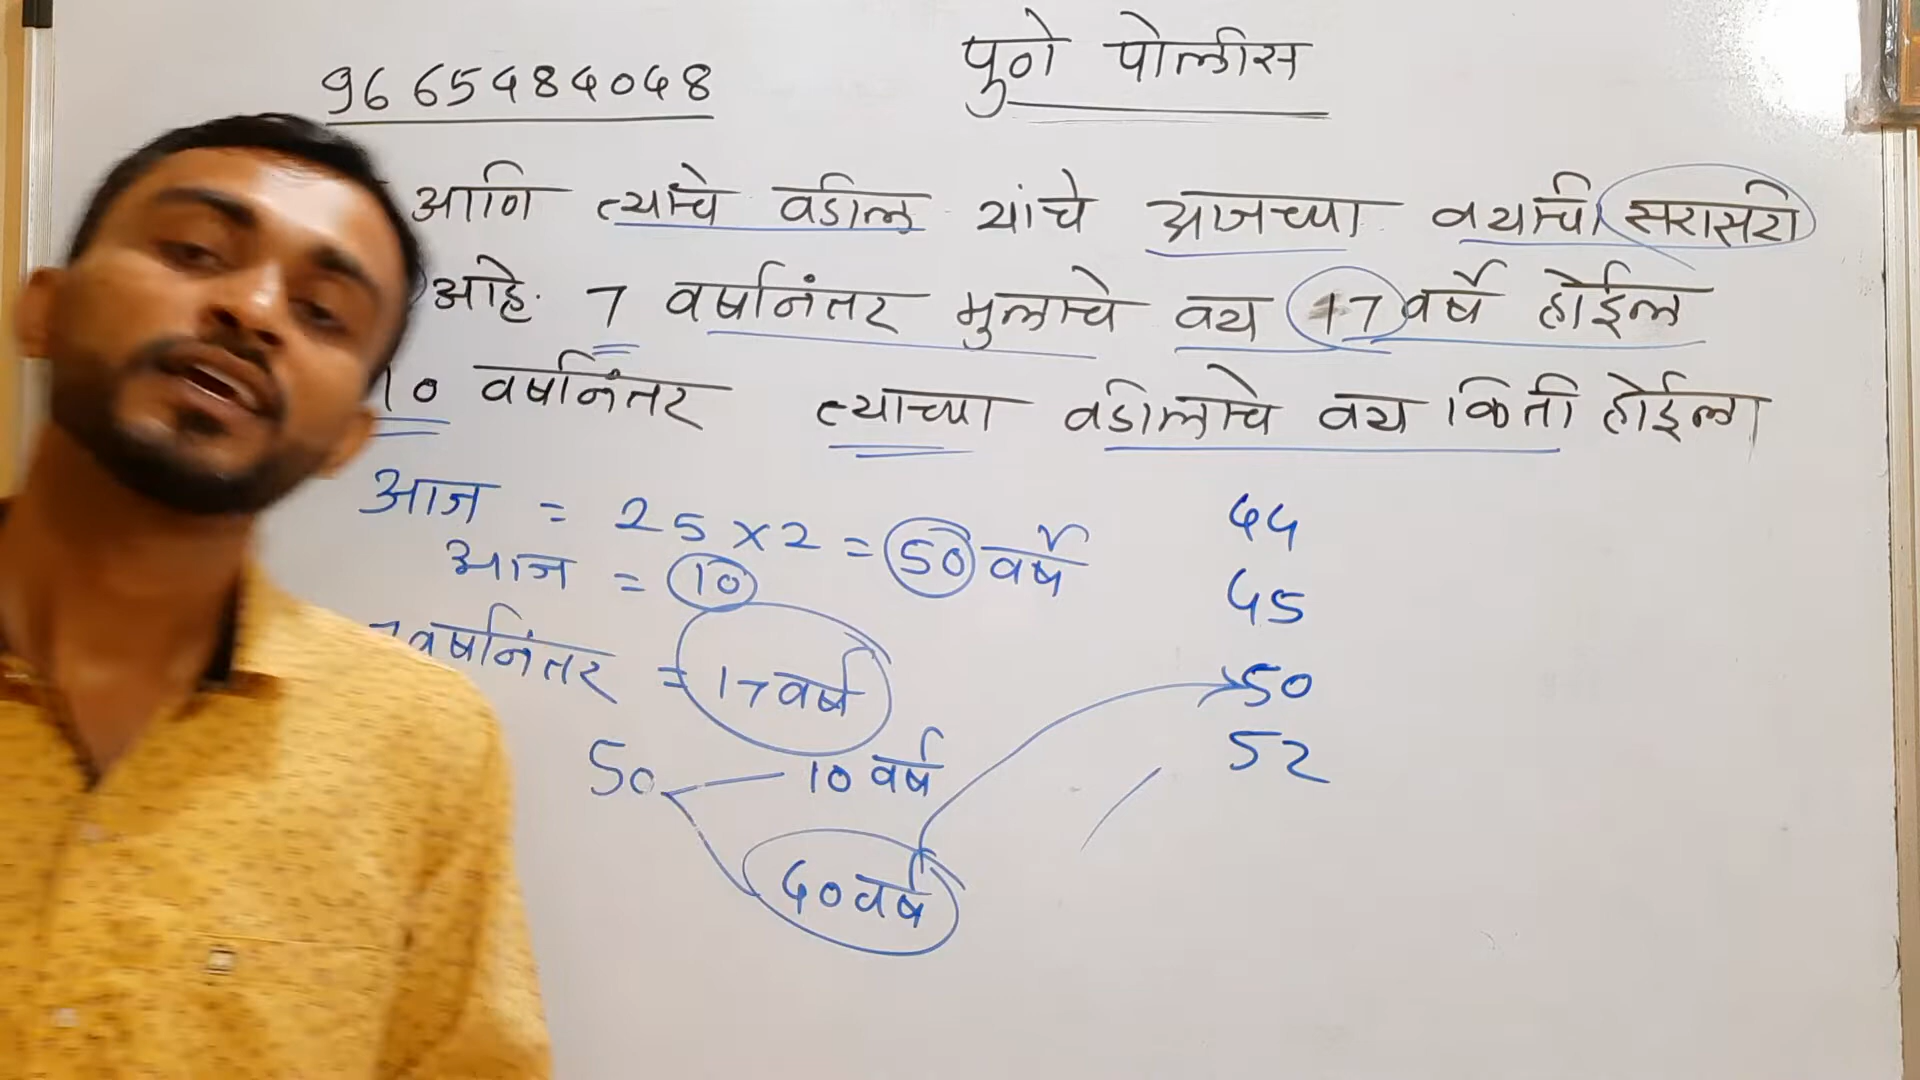 पुणे पोलीस
9665484048
आणि त्याचे वडील यांचे आजच्या वयाची सरासरी
आहे. 7 वर्षानंतर मुलाचे वय 17 वर्षे होईल
10 वर्षानंतर त्याच्या वडीलाचे वय किती होईल
आज = 25 × 2 = 50 वर्षे
आज = 10
7 वर्षानंतर = 17 वर्ष
50
10 वर्ष
40 वर्ष
44
45
50
52